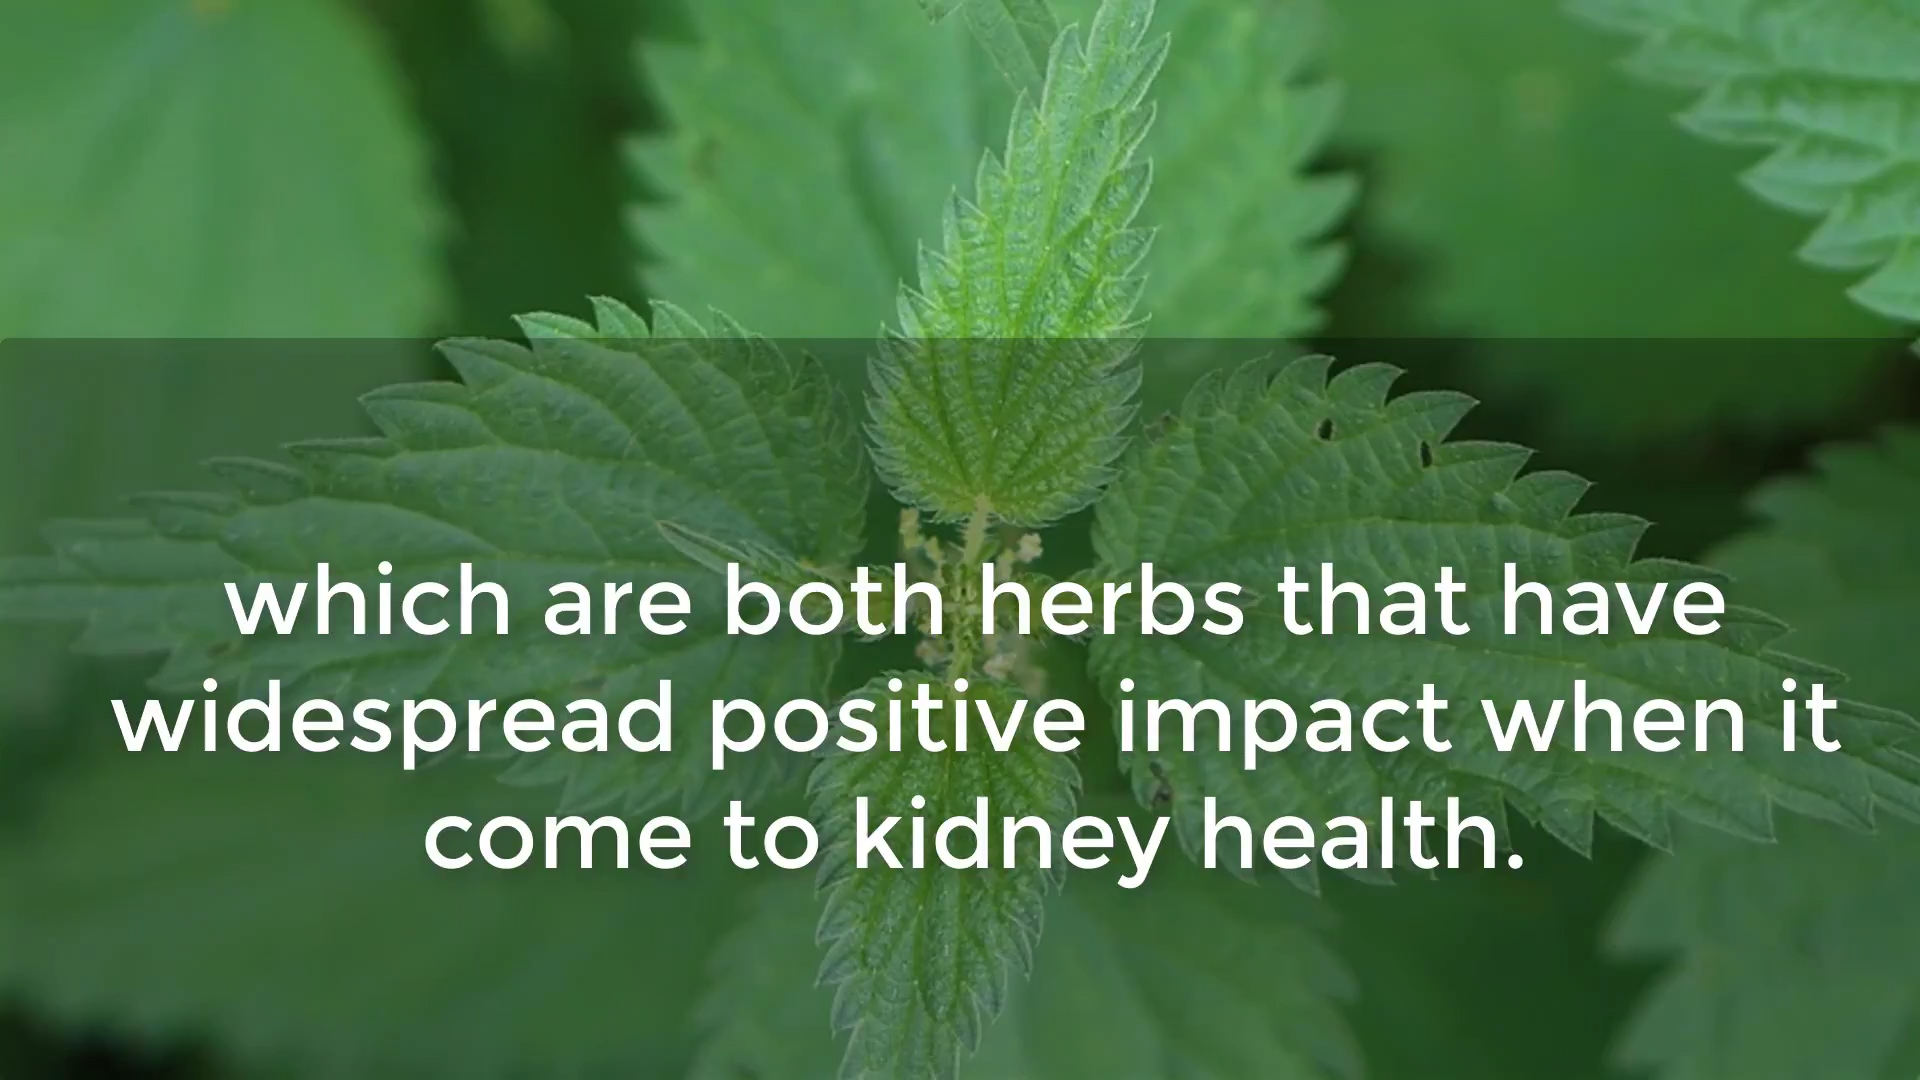 which are both herbs that have
widespread positive impact when it
come to kidney health.